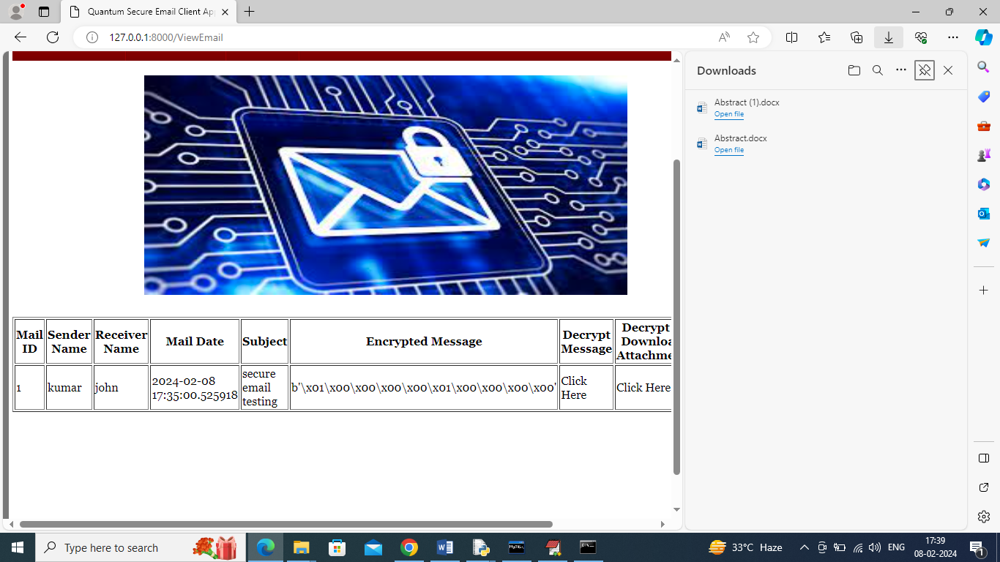 Quantum Secure Email Client Ap
127.0.0.1:8000/ViewEmail
Downloads
Abstract (1).docx
Open file
Abstract.docx
Open file
Mail ID
Sender Name
Receiver Name
Mail Date
Subject
Encrypted Message
Decrypt Message
Decrypt Downloa Attachme
1
kumar
john
2024-02-08
17:35:00.525918
secure
email
testing
b'\x01\x00\x00\x00\x00\x01\x00\x00\x00\x00'
Click
Here
Click Here
Type here to search
33°C Haze
ENG
17:39
08-02-2024
1